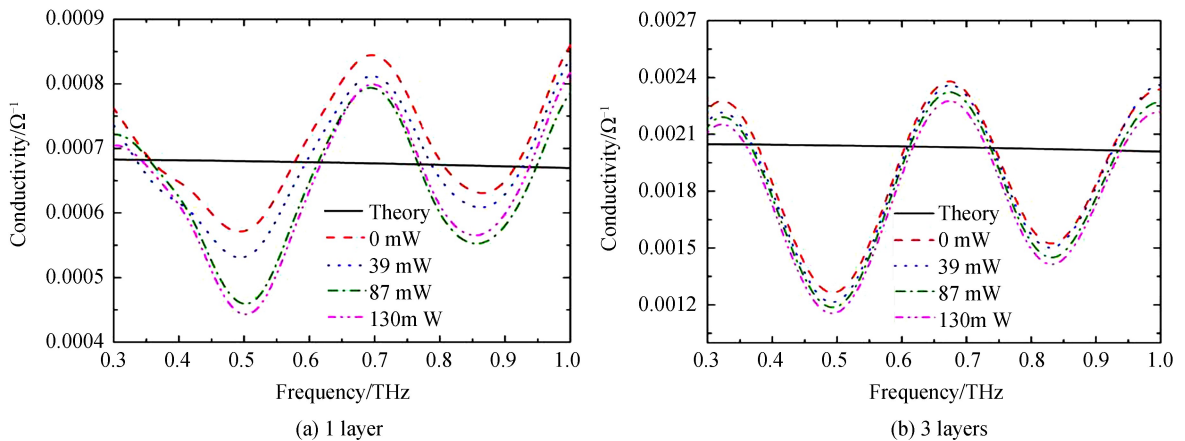 0.0009
0.0008
0.0007
0.0006
0.0005
0.0004
Conductivity/Ω⁻¹
Theory
0 mW
39 mW
87 mW
130m W
0.3 0.4 0.5 0.6 0.7 0.8 0.9 1.0
Frequency/THz
(a) 1 layer
0.0027
0.0024
0.0021
0.0018
0.0015
0.0012
Conductivity/Ω⁻¹
Theory
0 mW
39 mW
87 mW
130m W
0.3 0.4 0.5 0.6 0.7 0.8 0.9 1.0
Frequency/THz
(b) 3 layers